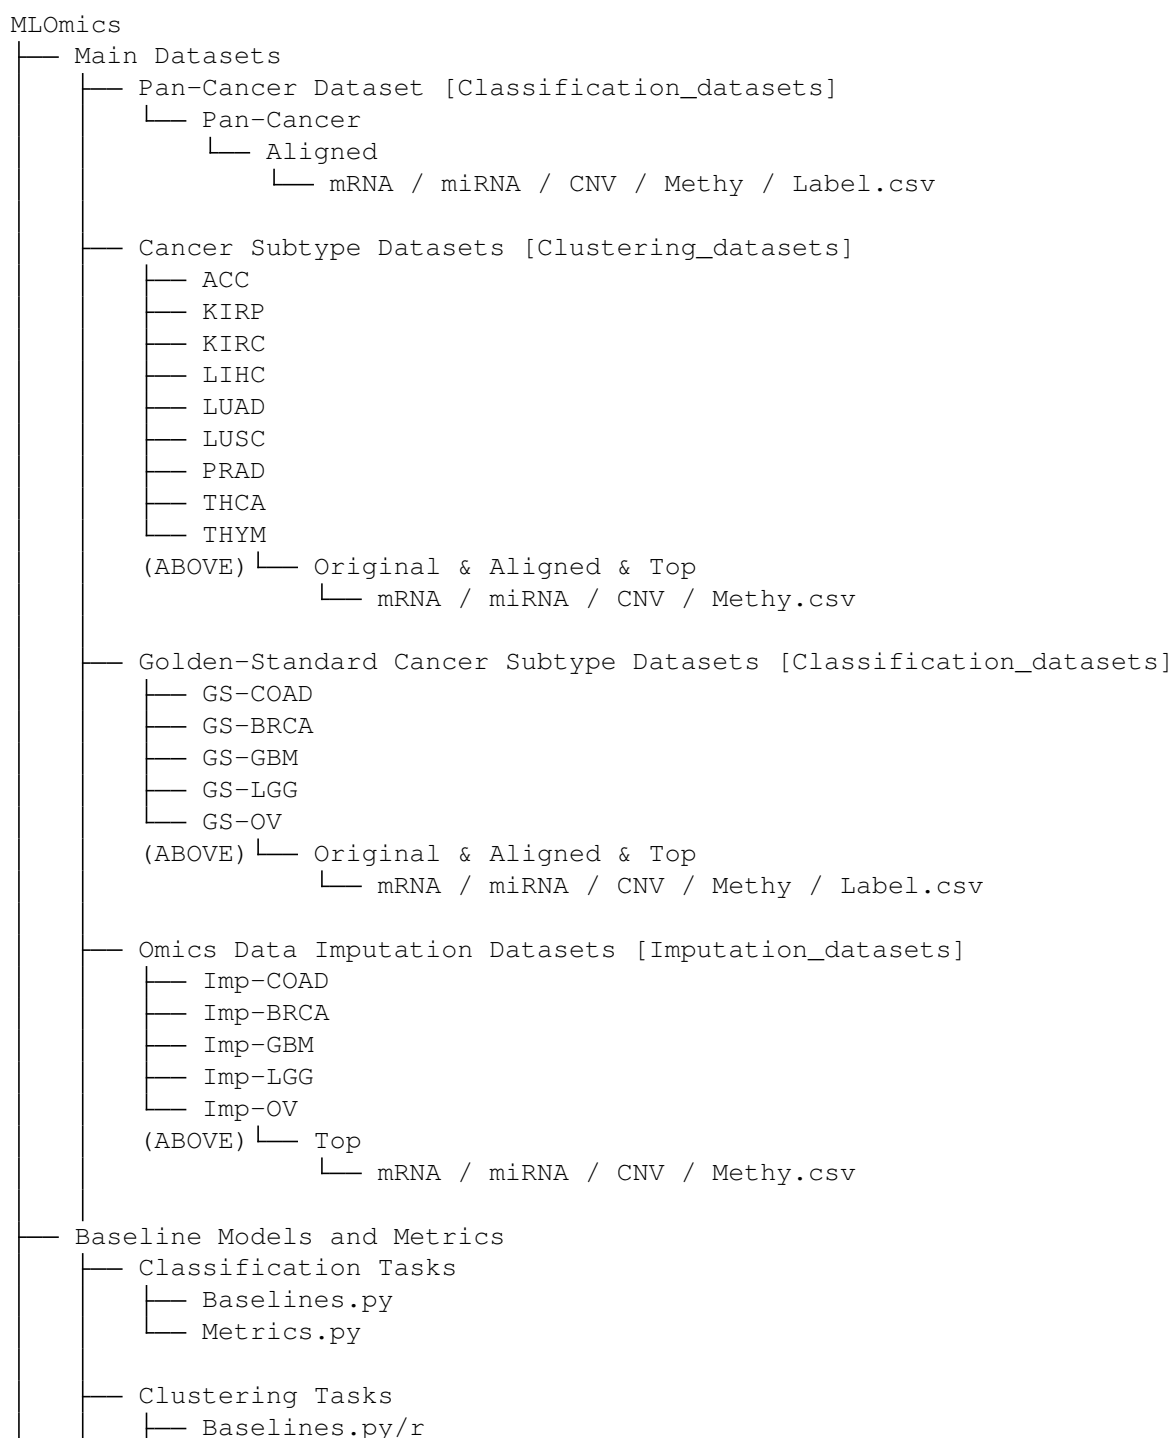 MLOmics
Main Datasets
Pan-Cancer Dataset [Classification_datasets]
Pan-Cancer
Aligned
mRNA / miRNA / CNV / Methy / Label.csv
Cancer Subtype Datasets [Clustering_datasets]
ACC
KIRP
KIRC
LIHC
LUAD
LUSC
PRAD
THCA
THYM
(ABOVE) Original & Aligned & Top
mRNA / miRNA / CNV / Methy.csv
Golden-Standard Cancer Subtype Datasets [Classification_datasets]
GS-COAD
GS-BRCA
GS-GBM
GS-LGG
GS-OV
(ABOVE) Original & Aligned & Top
mRNA / miRNA / CNV / Methy / Label.csv
Omics Data Imputation Datasets [Imputation_datasets]
Imp-COAD
Imp-BRCA
Imp-GBM
Imp-LGG
Imp-OV
(ABOVE) Top
mRNA / miRNA / CNV / Methy.csv
Baseline Models and Metrics
Classification Tasks
Baselines.py
Metrics.py
Clustering Tasks
Baselines.py/r